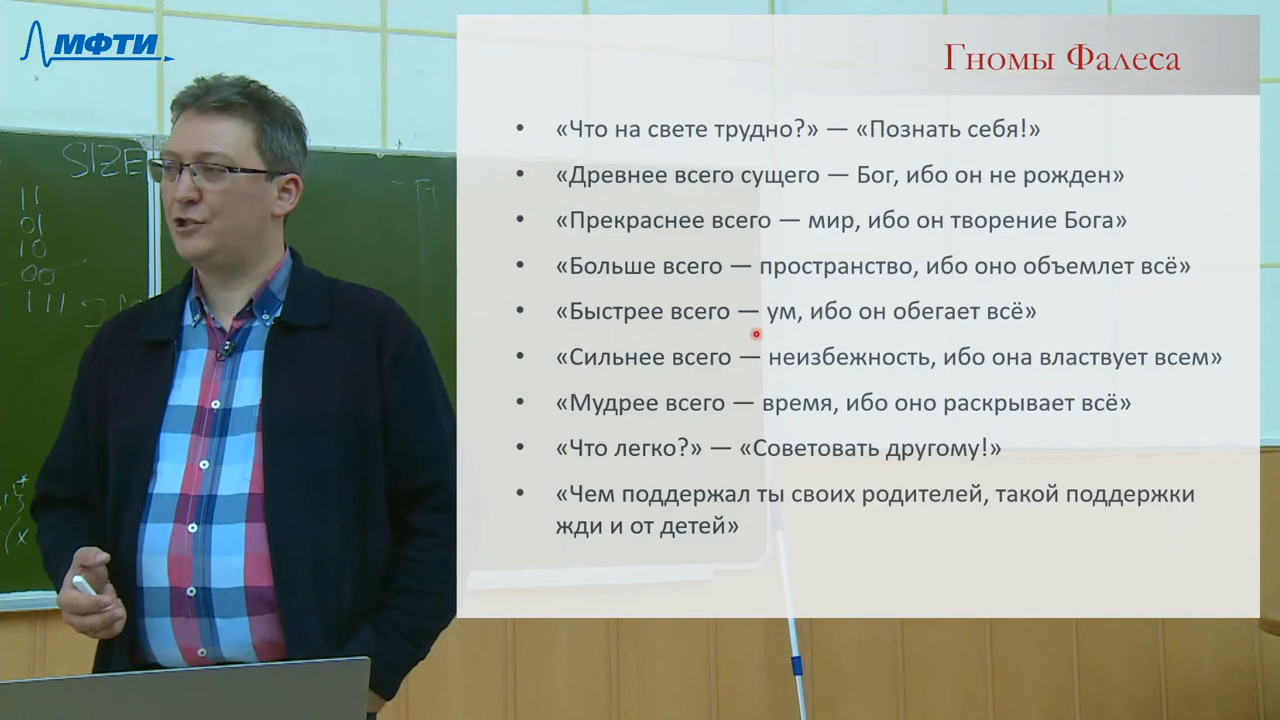 МФТИ
Гномы Фалеса
• «Что на свете трудно?» — «Познать себя!»
• «Древнее всего сущего — Бог, ибо он не рожден»
• «Прекраснее всего — мир, ибо он творение Бога»
• «Больше всего — пространство, ибо оно объемлет всё»
• «Быстрее всего — ум, ибо он обегает всё»
• «Сильнее всего — неизбежность, ибо она властвует всем»
• «Мудрее всего — время, ибо оно раскрывает всё»
• «Что легко?» — «Советовать другому!»
• «Чем поддержал ты своих родителей, такой поддержки
жди и от детей»
SIZE
11
01
10
00
111